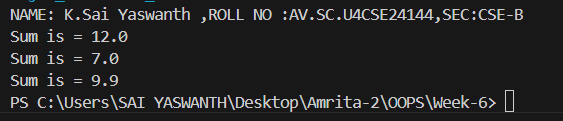 NAME: K.Sai Yaswanth ,ROLL NO :AV.SC.U4CSE24144,SEC:CSE-B
Sum is = 12.0
Sum is = 7.0
Sum is = 9.9
PS C:\Users\SAI YASWANTH\Desktop\Amrita-2\OOPS\Week-6>